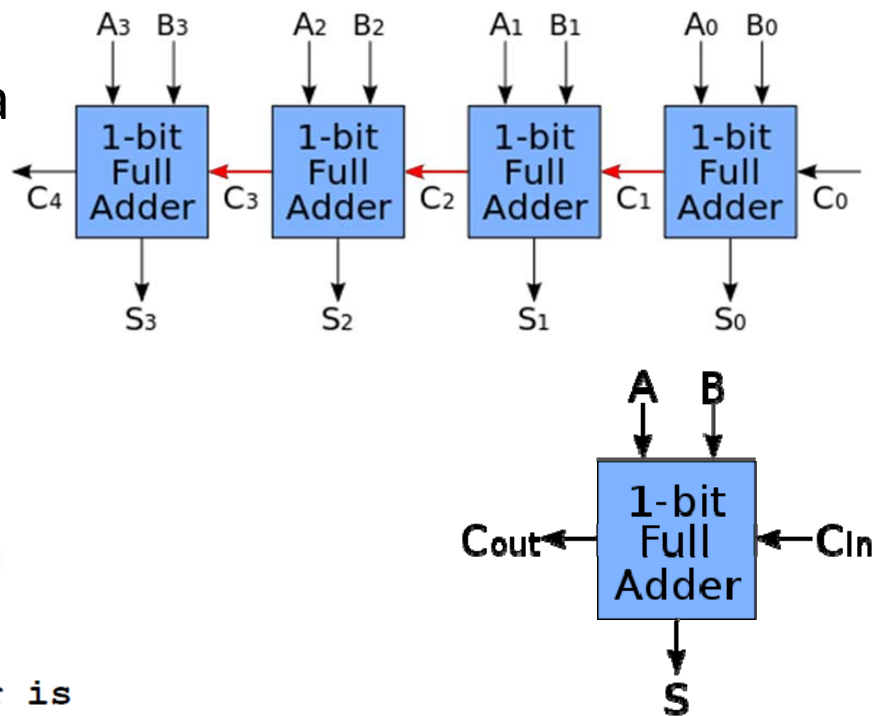 A3 B3 A2 B2 A1 B1 A0 B0
a
1-bit Full Adder
1-bit Full Adder
1-bit Full Adder
1-bit Full Adder
C4 C3 C2 C1 C0
S3 S2 S1 S0
A B
1-bit
Full
Adder
Cout CIn
S
is